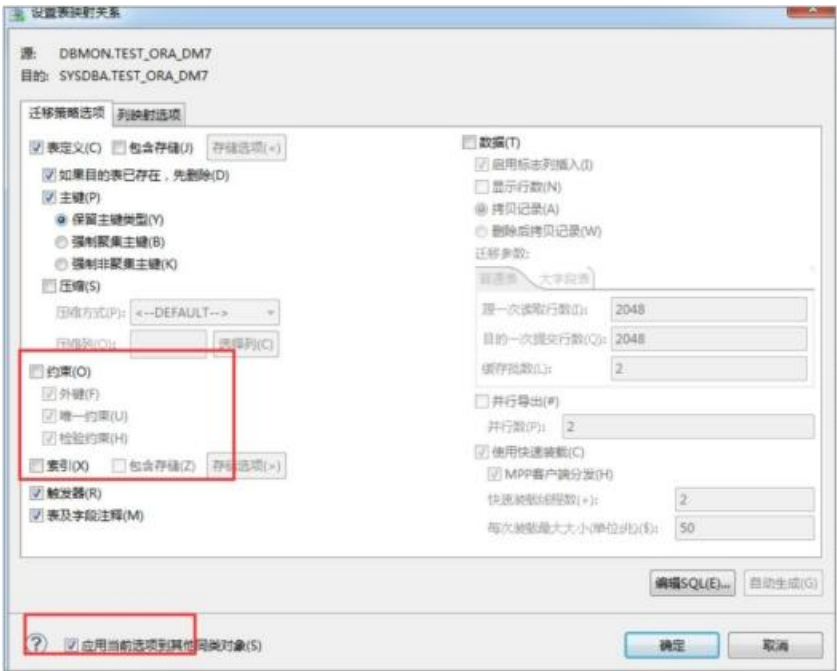 设置表映射关系
源: DBMON.TEST_ORA_DM7
目的: SYSDBA.TEST_ORA_DM7
迁移策略选项 列映射选项
表定义(C) 包含存储(J) 存储选项(<)
如果目的表已存在，先删除(D)
主键(P)
保留主键类型(Y)
强制聚集主键(B)
强制非聚集主键(K)
压缩(S)
压缩方式(P): <--DEFAULT-->
压缩列(O): 选择列(C)
约束(O)
外键(F)
唯一约束(U)
检验约束(H)
索引(X) 包含存储(Z) 存储选项(>)
触发器(R)
表及字段注释(M)
数据(T)
启用标志列插入(I)
显示行数(N)
拷贝记录(A)
删除后拷贝记录(W)
迁移参数:
普通表 大字段表
源一次读取行数(I): 2048
目的一次提交行数(Q): 2048
缓存批数(L): 2
并行导出(#)
并行数(P): 2
使用快速装载(C)
MPP客户端分发(H)
快速装载线程数(+): 2
每次装载最大大小(单位:兆)($): 50
编辑SQL(E)... 自动生成(G)
应用当前选项到其他同类对象(S)
确定 取消